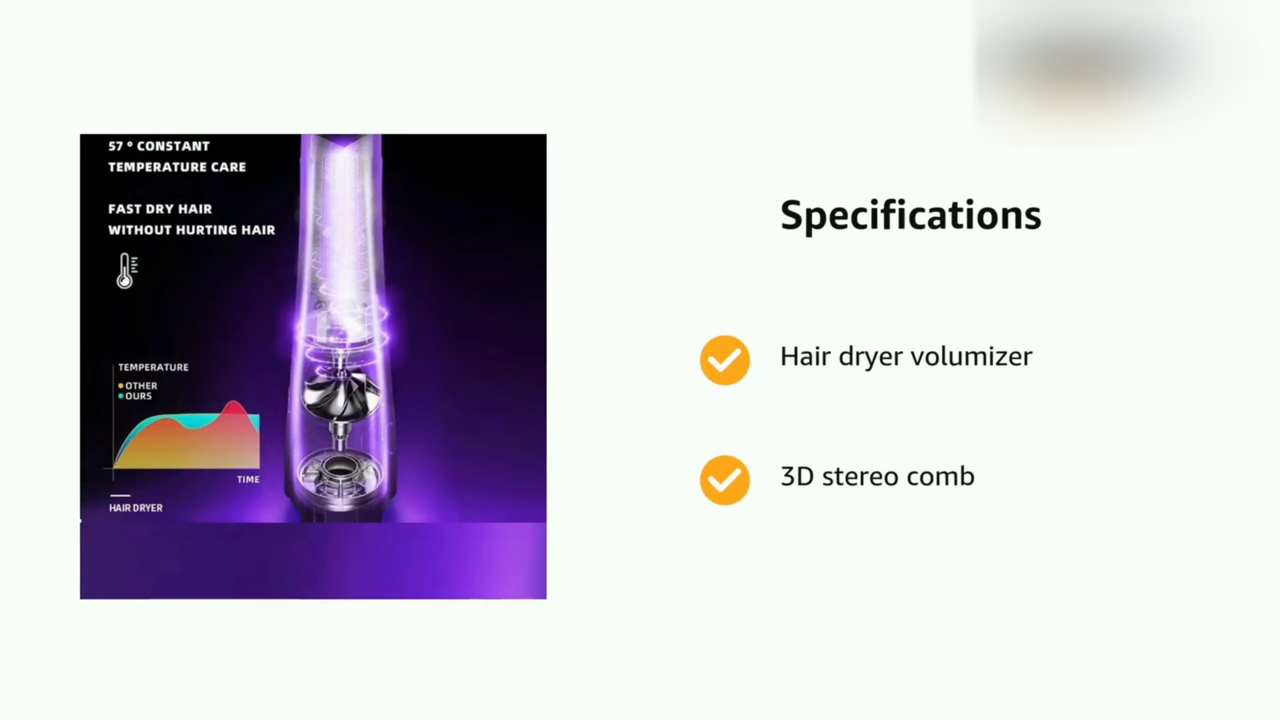 57 ° CONSTANT
TEMPERATURE CARE
FAST DRY HAIR
WITHOUT HURTING HAIR
TEMPERATURE
OTHER
OURS
TIME
HAIR DRYER
Specifications
Hair dryer volumizer
3D stereo comb